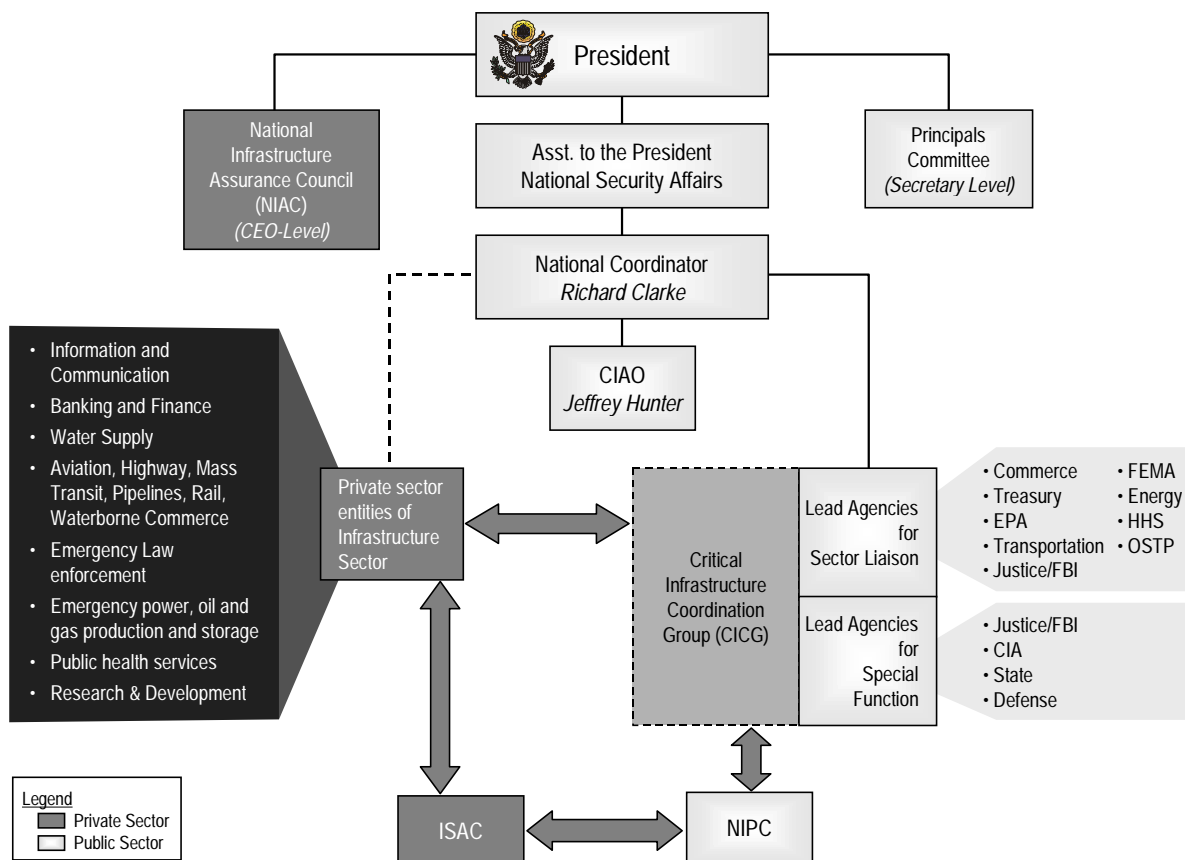 President
National
Infrastructure
Assurance Council
(NIAC)
(CEO-Level)
Asst. to the President
National Security Affairs
Principals
Committee
(Secretary Level)
National Coordinator
Richard Clarke
CIAO
Jeffrey Hunter
• Information and
Communication
• Banking and Finance
• Water Supply
• Aviation, Highway, Mass
Transit, Pipelines, Rail,
Waterborne Commerce
• Emergency Law
enforcement
• Emergency power, oil and
gas production and storage
• Public health services
• Research & Development
Private sector
entities of
Infrastructure
Sector
Critical
Infrastructure
Coordination
Group (CICG)
Lead Agencies
for
Sector Liaison
Lead Agencies
for
Special
Function
• Commerce
• Treasury
• EPA
• Transportation
• Justice/FBI
• FEMA
• Energy
• HHS
• OSTP
• Justice/FBI
• CIA
• State
• Defense
ISAC
NIPC
Legend
Private Sector
Public Sector